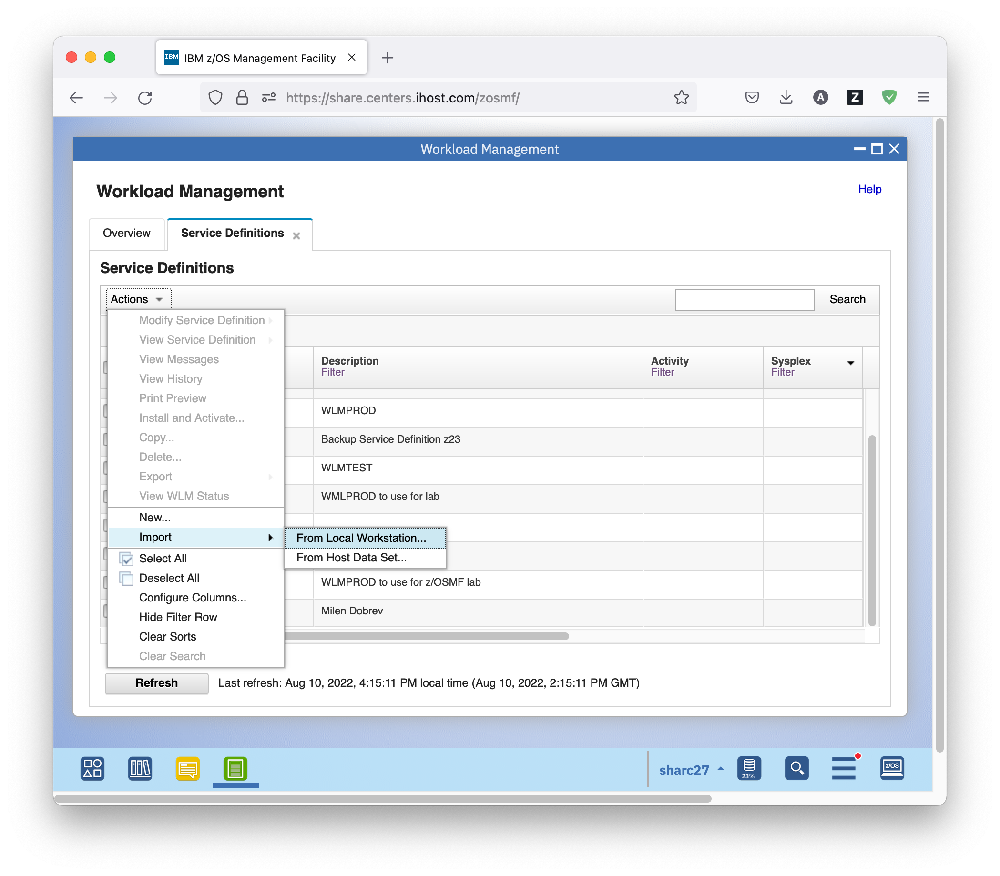 IBM IBM z/OS Management Facility
https://share.centers.ihost.com/zosmf/
A
Z
Workload Management
Workload Management
Help
Overview
Service Definitions
Service Definitions
Actions
Search
Modify Service Definition
View Service Definition
View Messages
View History
Print Preview
Install and Activate...
Copy...
Delete...
Export
View WLM Status
New...
Import
Select All
Deselect All
Configure Columns...
Hide Filter Row
Clear Sorts
Clear Search
From Local Workstation...
From Host Data Set...
Description
Filter
Activity
Filter
Sysplex
Filter
WLMPROD
Backup Service Definition z23
WLMTEST
WMLPROD to use for lab
WLMPROD to use for z/OSMF lab
Milen Dobrev
Refresh
Last refresh: Aug 10, 2022, 4:15:11 PM local time (Aug 10, 2022, 2:15:11 PM GMT)
sharc27
23%
z/OS